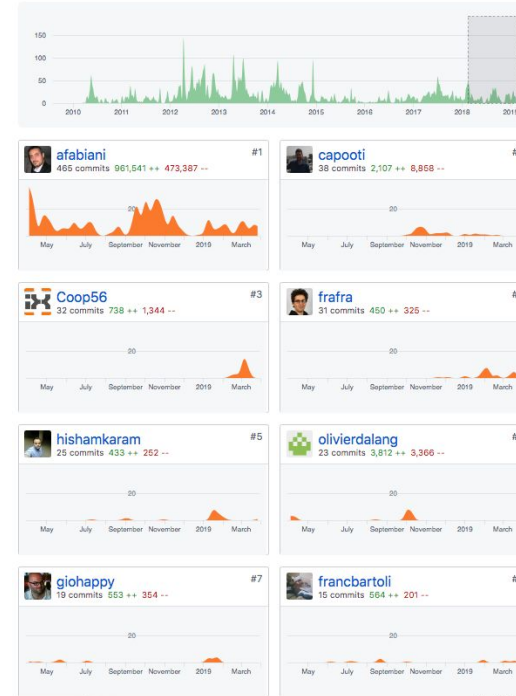 150
100
50
0
2010 2011 2012 2013 2014 2015 2016 2017 2018 2019
afabiani #1
465 commits 961,541 ++ 473,387 --
20
May July September November 2019 March
capooti #
38 commits 2,107 ++ 8,858 --
20
May July September November 2019 March
Coop56 #3
32 commits 738 ++ 1,344 --
20
May July September November 2019 March
frafra #
31 commits 450 ++ 325 --
20
May July September November 2019 March
hishamkaram #5
25 commits 433 ++ 252 --
20
May July September November 2019 March
olivierdalang #
23 commits 3,812 ++ 3,366 --
20
May July September November 2019 March
giohappy #7
19 commits 553 ++ 354 --
20
May July September November 2019 March
francbartoli #
15 commits 564 ++ 201 --
20
May July September November 2019 March